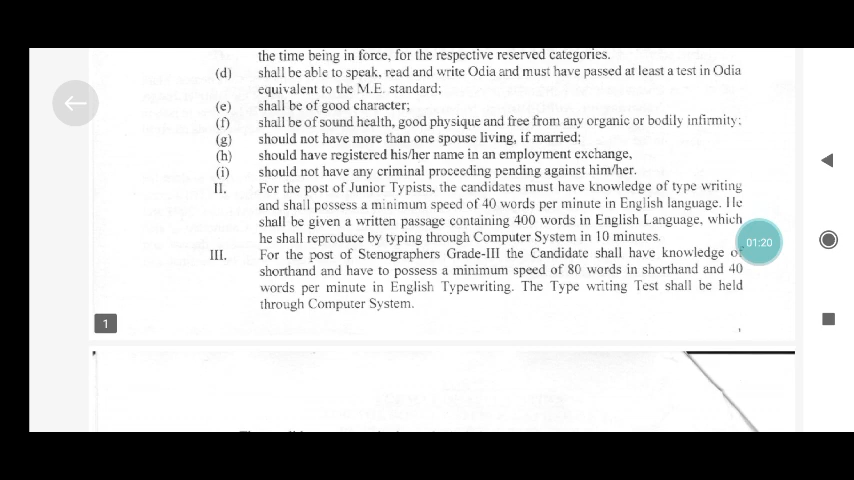 the time being in force, for the respective reserved categories.
(d) shall be able to speak, read and write Odia and must have passed at least a test in Odia
equivalent to the M.E. standard;
(e) shall be of good character;
(f) shall be of sound health, good physique and free from any organic or bodily infirmity;
(g) should not have more than one spouse living, if married;
(h) should have registered his/her name in an employment exchange,
(i) should not have any criminal proceeding pending against him/her.
II. For the post of Junior Typists, the candidates must have knowledge of type writing
and shall possess a minimum speed of 40 words per minute in English language. He
shall be given a written passage containing 400 words in English Language, which
he shall reproduce by typing through Computer System in 10 minutes.
01:20
III. For the post of Stenographers Grade-III the Candidate shall have knowledge of
shorthand and have to possess a minimum speed of 80 words in shorthand and 40
words per minute in English Typewriting. The Type writing Test shall be held
through Computer System.
1